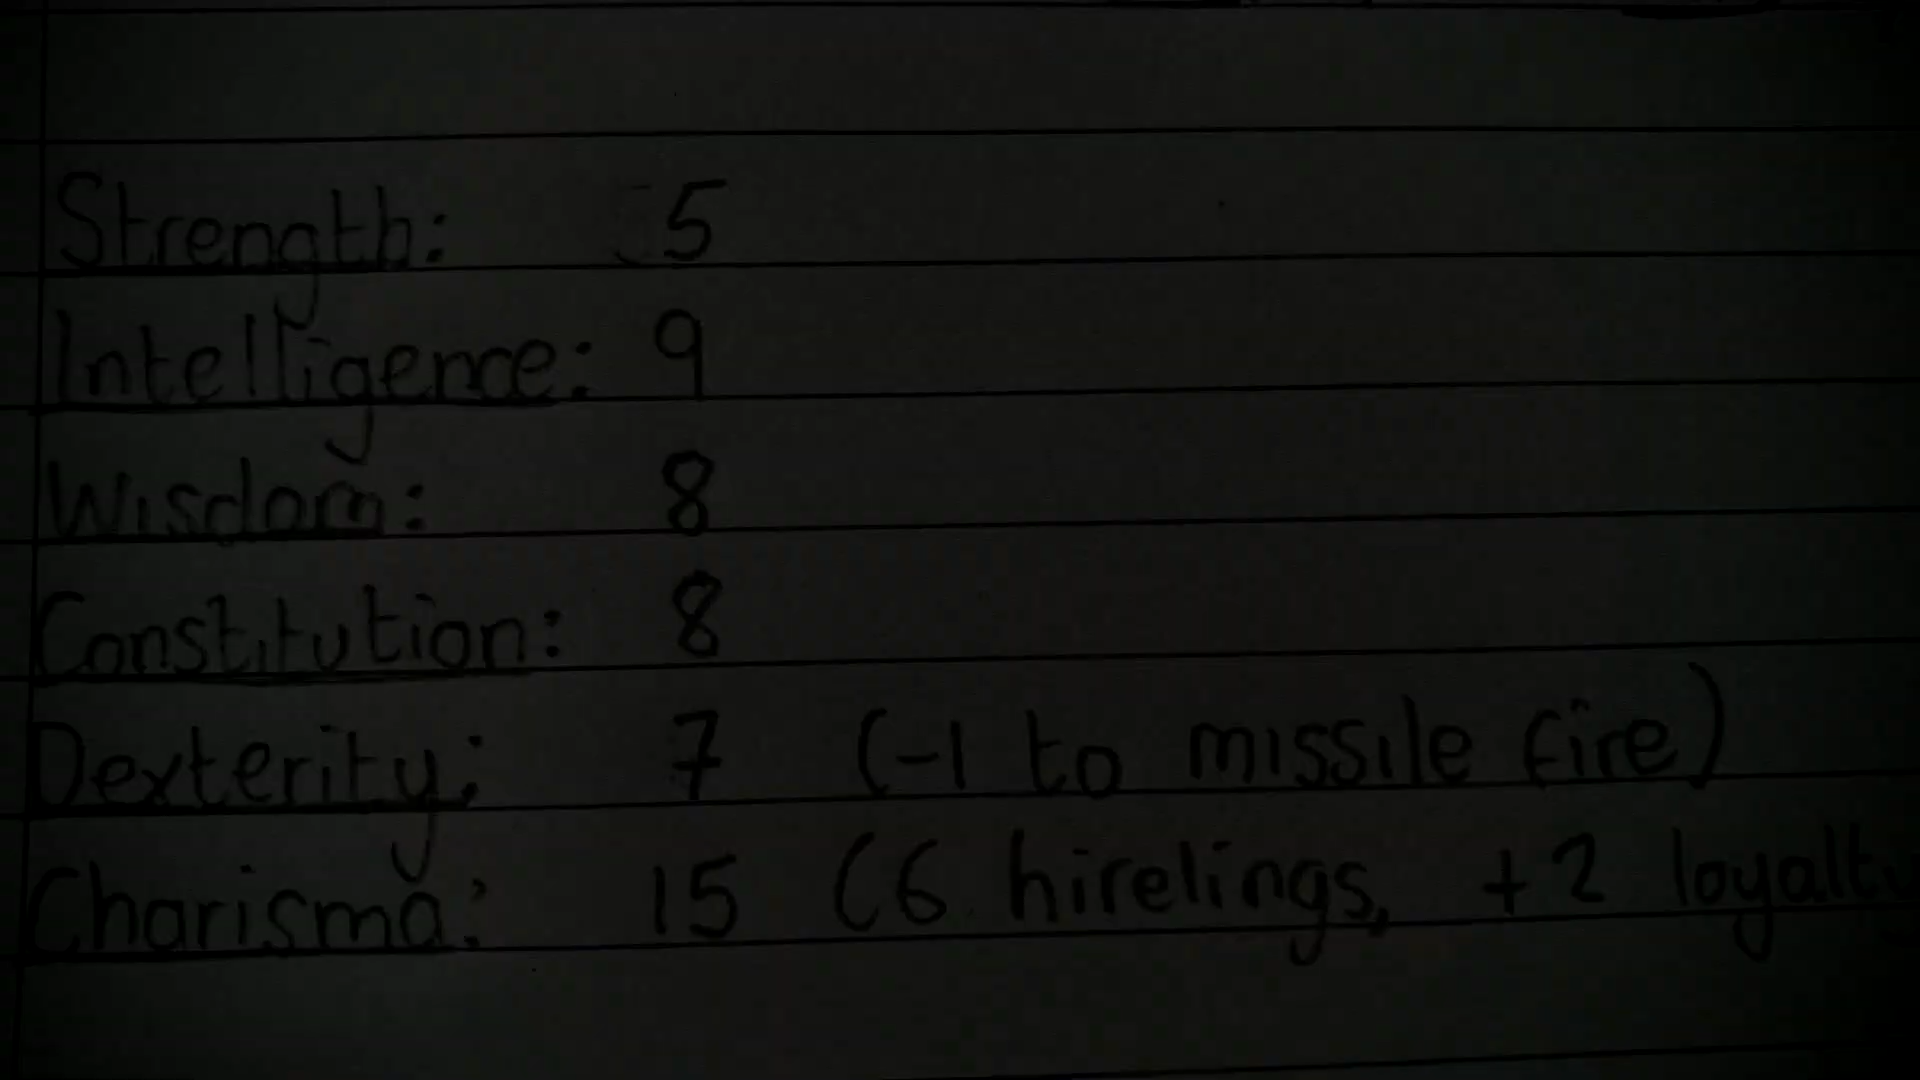 Strength: 5
Intelligence: 9
Wisdom: 8
Constitution: 8
Dexterity: 7 (-1 to missile fire)
Charisma: 15 (6 hirelings, +2 loyalty